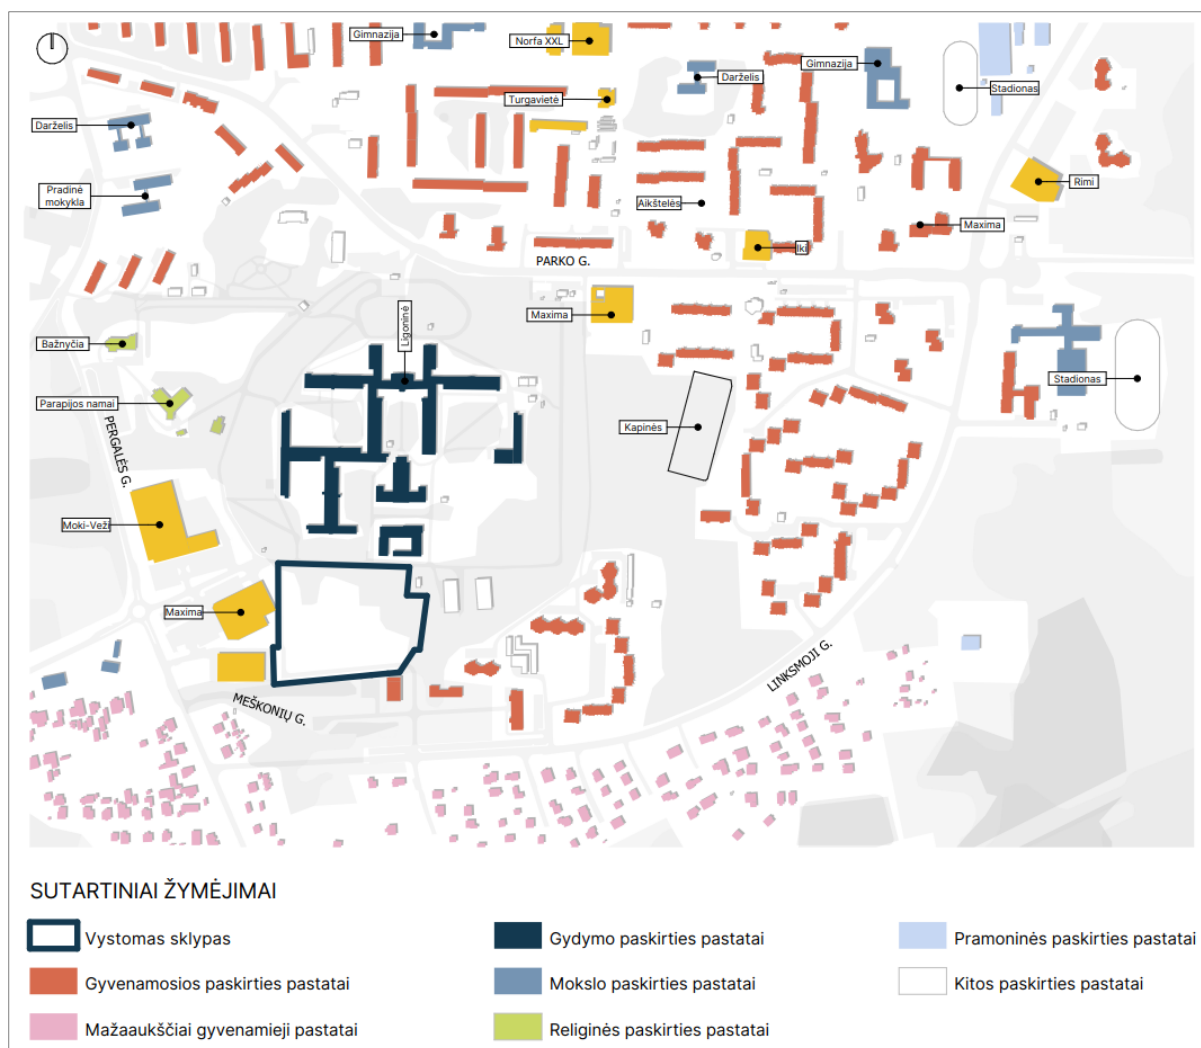 Gimnazija
Norfa XXL
Gimnazija
Darželis
Stadionas
Turgavietė
Darželis
Rimi
Pradinė
mokykla
Aikštelės
Maxima
Iki
PARKO G.
Ligoninė
Maxima
Bažnyčia
Stadionas
Parapijos namai
Kapinės
PERGALĖS G.
Moki-Veži
Maxima
LINKSMOJI G.
MEŠKONIŲ G.
SUTARTINIAI ŽYMĖJIMAI
Vystomas sklypas
Gydymo paskirties pastatai
Pramoninės paskirties pastatai
Gyvenamosios paskirties pastatai
Mokslo paskirties pastatai
Kitos paskirties pastatai
Mažaaukščiai gyvenamieji pastatai
Religinės paskirties pastatai